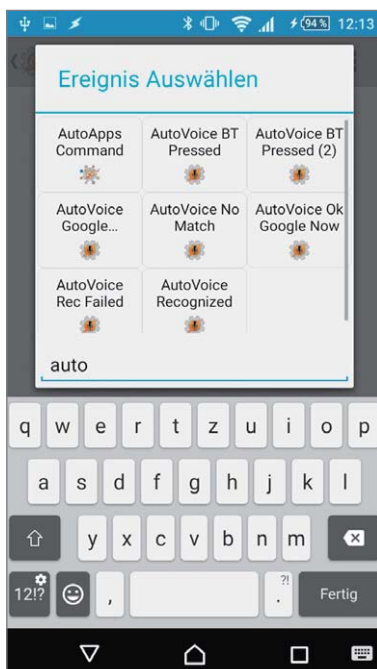 94% 12:13
Ereignis Auswählen
AutoApps Command
AutoVoice BT Pressed
AutoVoice BT Pressed (2)
AutoVoice Google...
AutoVoice No Match
AutoVoice Ok Google Now
AutoVoice Rec Failed
AutoVoice Recognized
auto
q w e r t z u i o p
a s d f g h j k l
y x c v b n m
12!? , ?! . Fertig